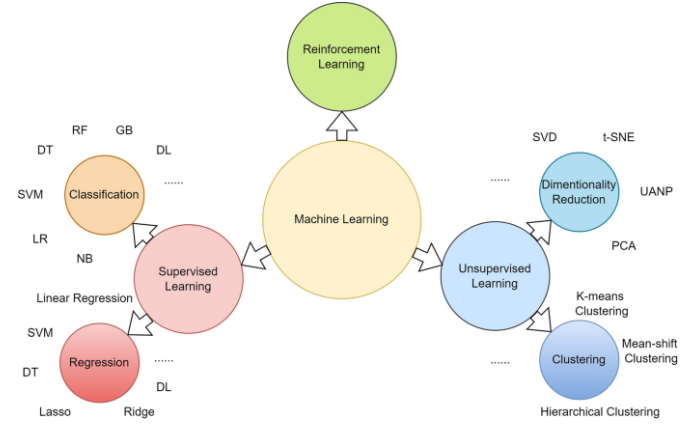 Reinforcement
Learning
RF
GB
DT
DL
SVM
Classification
......
LR
NB
Machine Learning
SVD
t-SNE
......
Dimentionality
Reduction
UANP
PCA
Supervised
Learning
Unsupervised
Learning
Linear Regression
SVM
DT
Regression
......
DL
Lasso
Ridge
K-means
Clustering
Mean-shift
Clustering
......
Clustering
Hierarchical Clustering